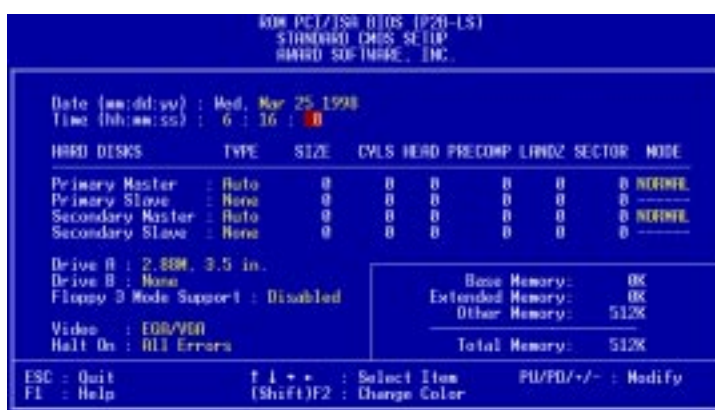 ROM PCI/ISA BIOS (P2B-LS)
STANDARD CMOS SETUP
AWARD SOFTWARE, INC.
Date (mm:dd:yy) : Wed, Mar 25 1998
Time (hh:mm:ss) : 6 : 16 : 8
HARD DISKS TYPE SIZE CYLS HEAD PRECOMP LANDZ SECTOR MODE
Primary Master : Auto 0 0 0 0 0 0 NORMAL
Primary Slave : None 0 0 0 0 0 0 ------
Secondary Master : Auto 0 0 0 0 0 0 NORMAL
Secondary Slave : None 0 0 0 0 0 0 ------
Drive A : 2.88M, 3.5 in.
Drive B : None
Floppy 3 Mode Support : Disabled
Video : EGA/VGA
Halt On : All Errors
Base Memory: 0K
Extended Memory: 0K
Other Memory: 512K
Total Memory: 512K
ESC : Quit ↑ ↓ → ← : Select Item PU/PD/+/- : Modify
F1 : Help (Shift)F2 : Change Color